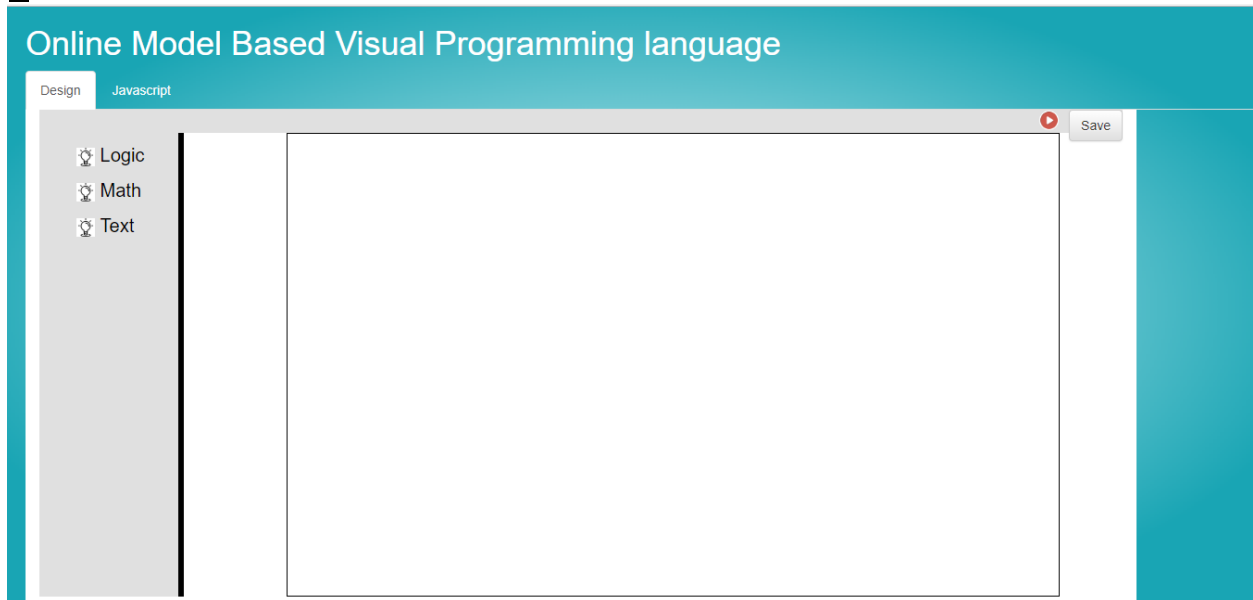 Online Model Based Visual Programming language
Design Javascript
Save
Logic
Math
Text